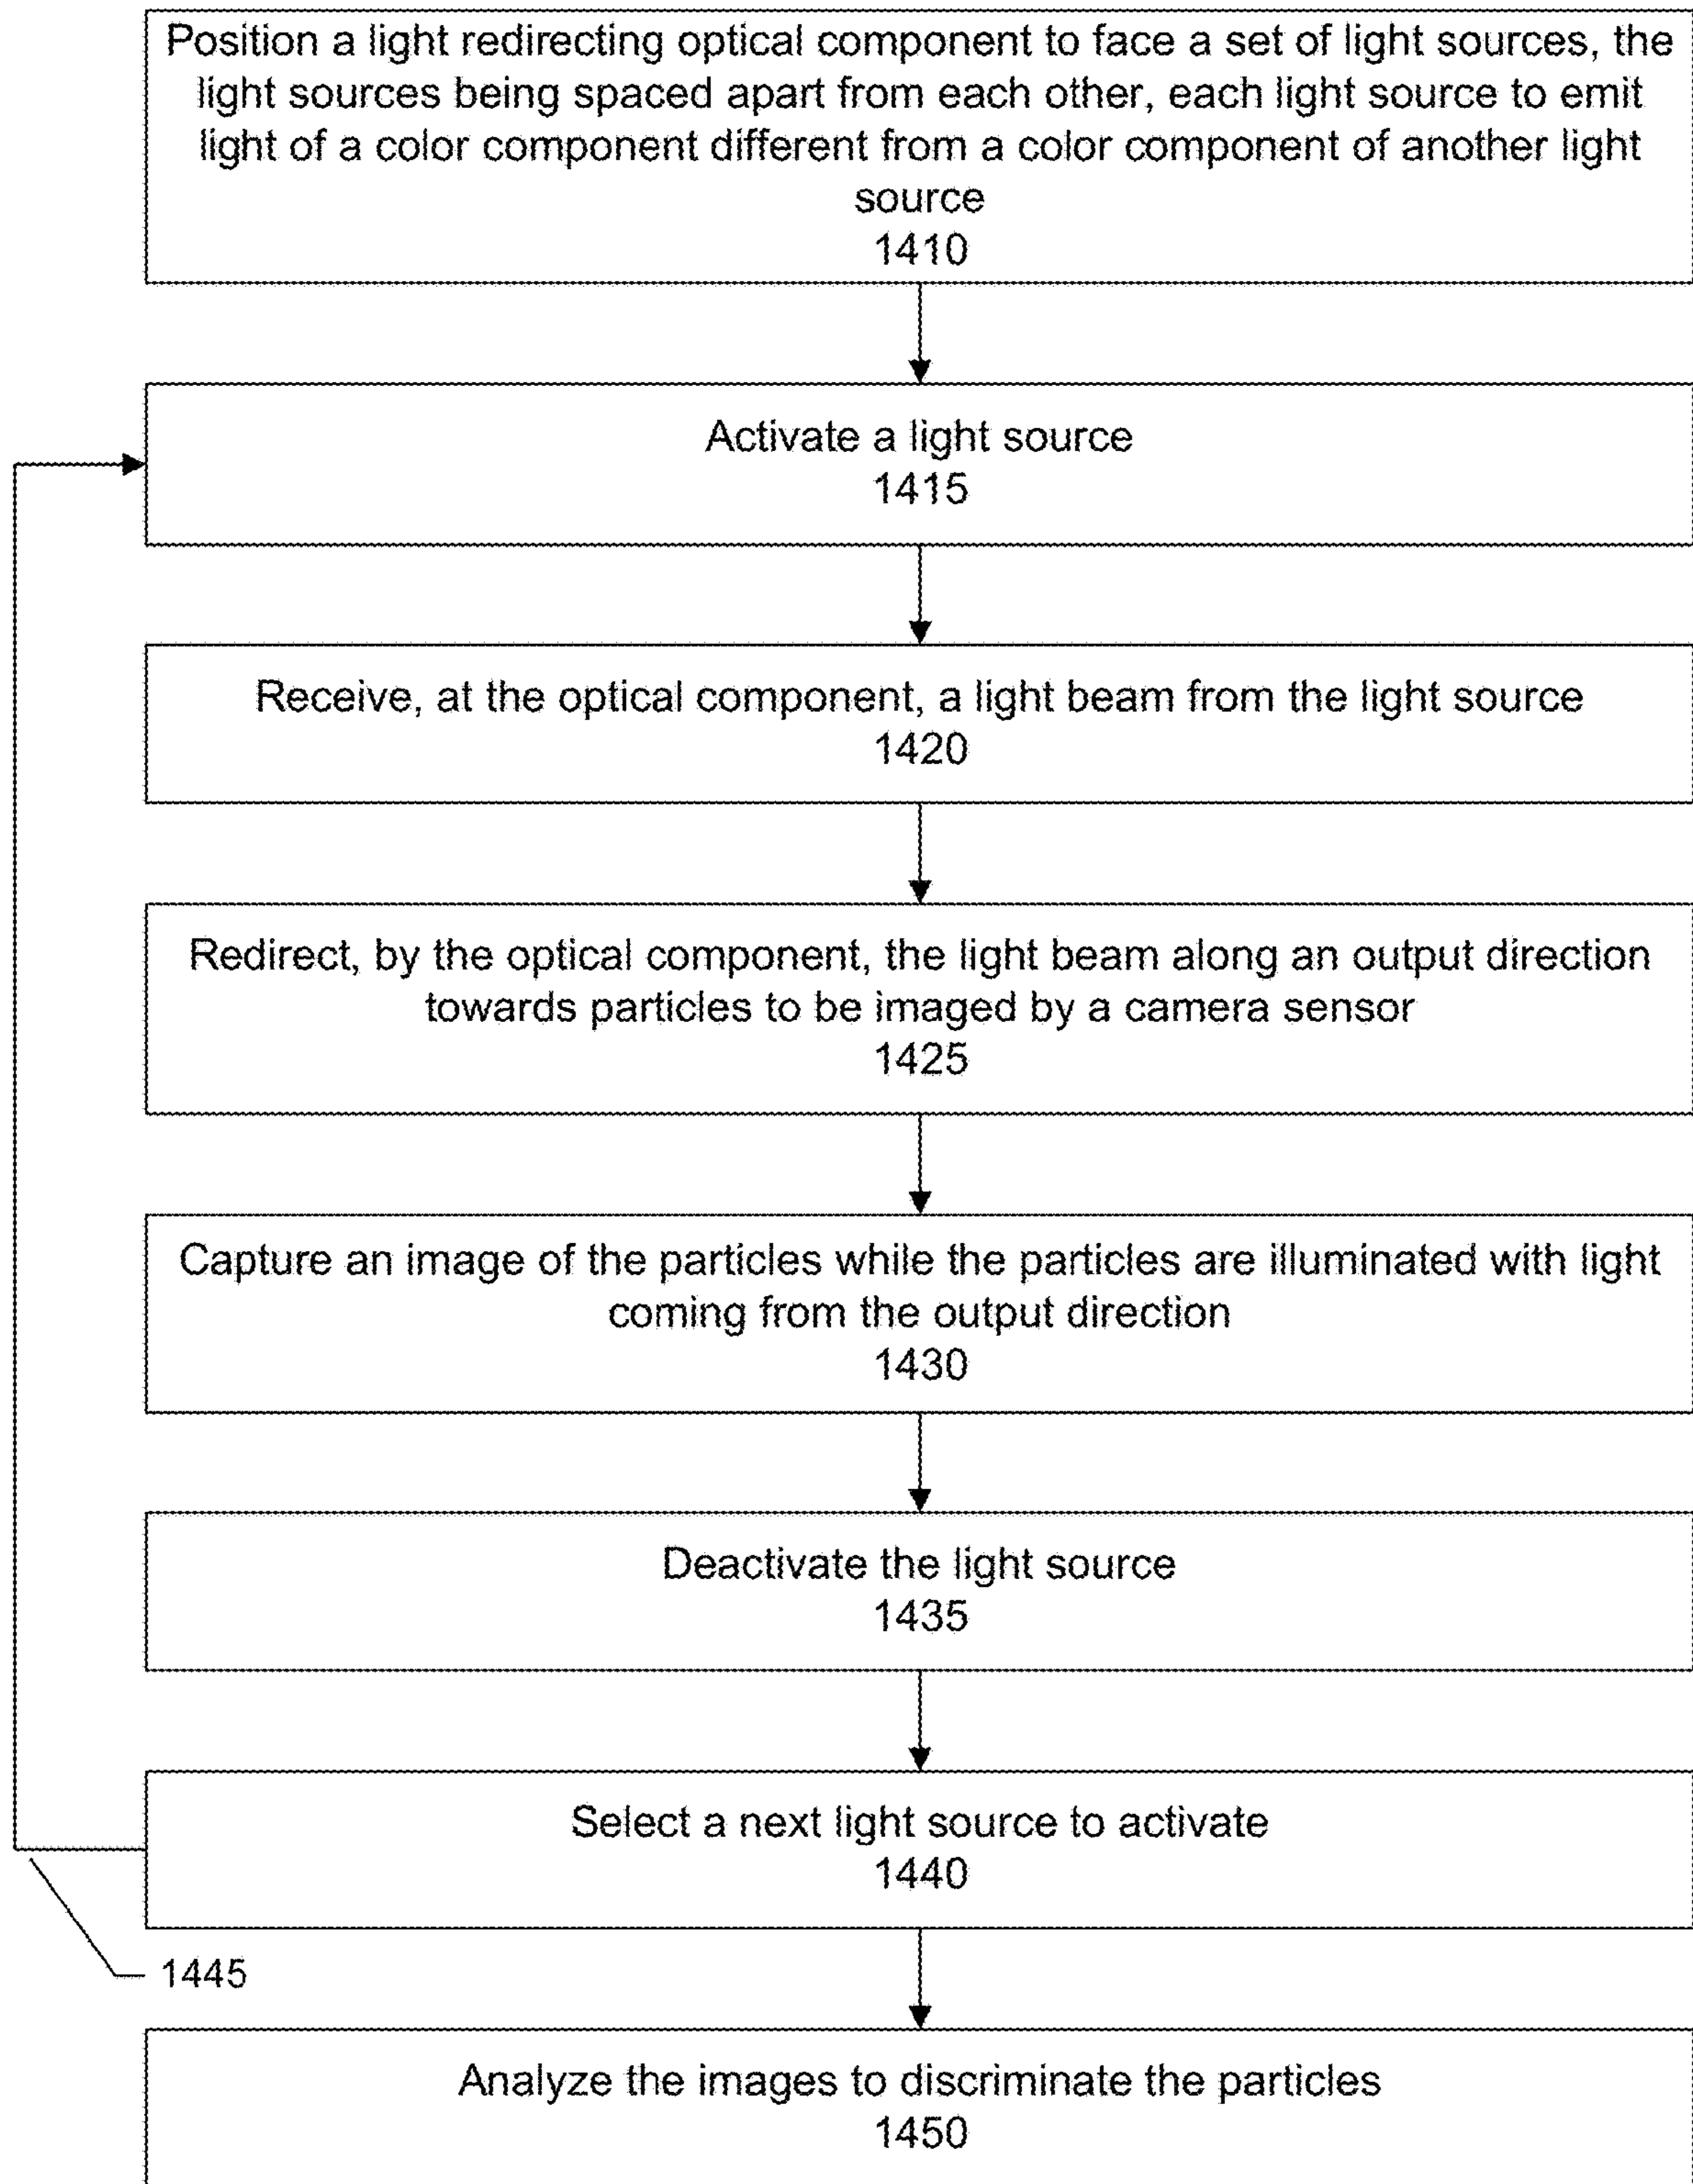 Position a light redirecting optical component to face a set of light sources, the
light sources being spaced apart from each other, each light source to emit
light of a color component different from a color component of another light
source
1410
Activate a light source
1415
Receive, at the optical component, a light beam from the light source
1420
Redirect, by the optical component, the light beam along an output direction
towards particles to be imaged by a camera sensor
1425
Capture an image of the particles while the particles are illuminated with light
coming from the output direction
1430
Deactivate the light source
1435
Select a next light source to activate
1440
1445
Analyze the images to discriminate the particles
1450